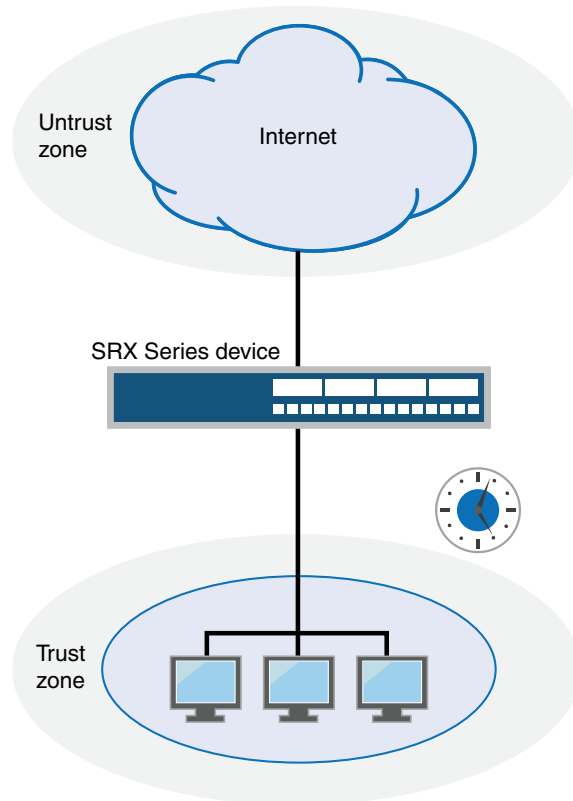 Untrust
zone
Internet
SRX Series device
Trust
zone